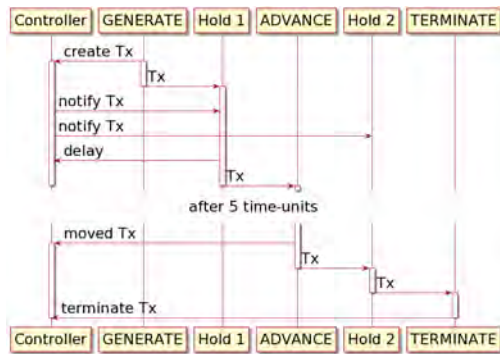 Controller GENERATE Hold 1 ADVANCE Hold 2 TERMINATE
create Tx
Tx
notify Tx
notify Tx
delay
Tx
after 5 time-units
moved Tx
Tx
Tx
terminate Tx
Controller GENERATE Hold 1 ADVANCE Hold 2 TERMINATE